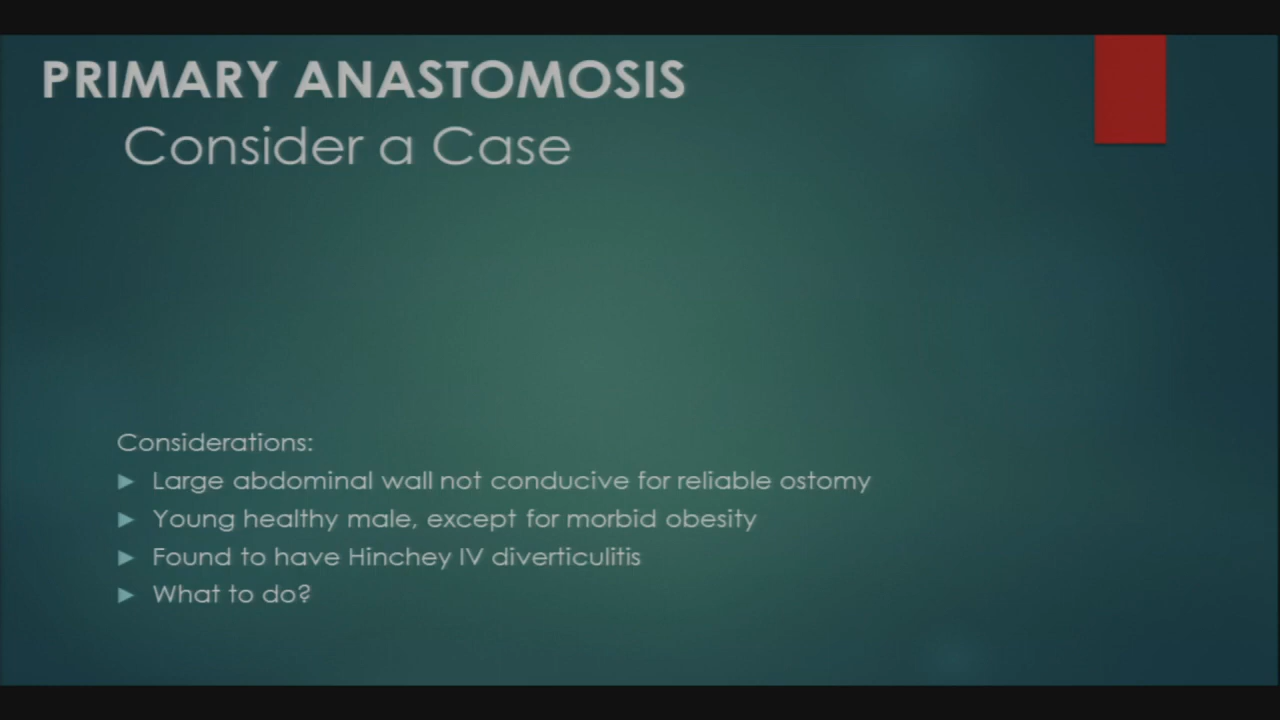 PRIMARY ANASTOMOSIS
Consider a Case
Considerations:
Large abdominal wall not conducive for reliable ostomy
Young healthy male, except for morbid obesity
Found to have Hinchey IV diverticulitis
What to do?